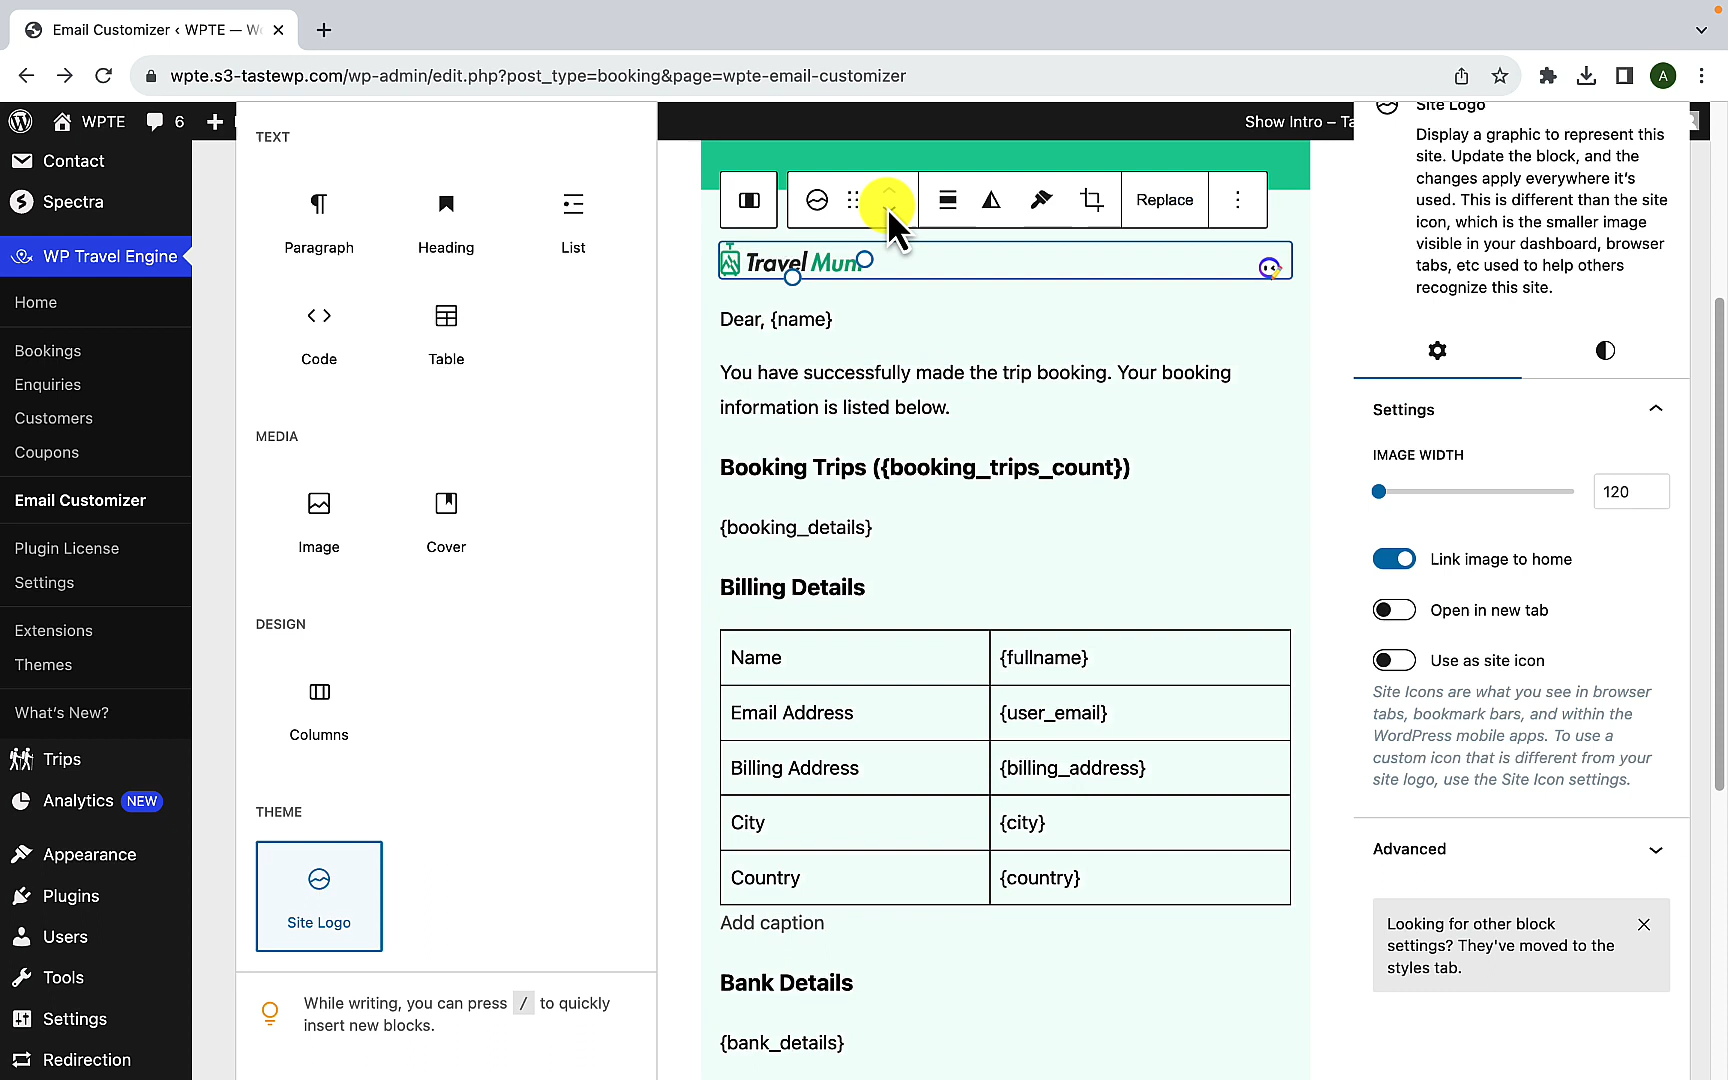 Email Customizer ‹ WPTE — W
wpte.s3-tastewp.com/wp-admin/edit.php?post_type=booking&page=wpte-email-customizer
A
WPTE
6
Show Intro – Ta
Contact
Spectra
WP Travel Engine
Home
Bookings
Enquiries
Customers
Coupons
Email Customizer
Plugin License
Settings
Extensions
Themes
What's New?
Trips
Analytics NEW
Appearance
Plugins
Users
Tools
Settings
Redirection
TEXT
Paragraph
Heading
List
Code
Table
MEDIA
Image
Cover
DESIGN
Columns
THEME
Site Logo
While writing, you can press / to quickly
insert new blocks.
Replace
Travel
Dear, {name}
You have successfully made the trip booking. Your booking
information is listed below.
Booking Trips ({booking_trips_count})
{booking_details}
Billing Details
Name {fullname}
Email Address {user_email}
Billing Address {billing_address}
City {city}
Country {country}
Add caption
Bank Details
{bank_details}
Site Logo
Display a graphic to represent this
site. Update the block, and the
changes apply everywhere it's
used. This is different than the site
icon, which is the smaller image
visible in your dashboard, browser
tabs, etc used to help others
recognize this site.
Settings
IMAGE WIDTH
120
Link image to home
Open in new tab
Use as site icon
Site Icons are what you see in browser
tabs, bookmark bars, and within the
WordPress mobile apps. To use a
custom icon that is different from your
site logo, use the Site Icon settings.
Advanced
Looking for other block
settings? They've moved to the
styles tab.